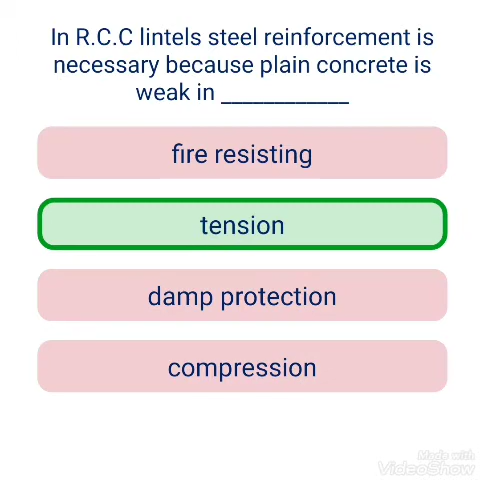 In R.C.C lintels steel reinforcement is
necessary because plain concrete is
weak in ____________
fire resisting
tension
damp protection
compression
Made with
VideoShow